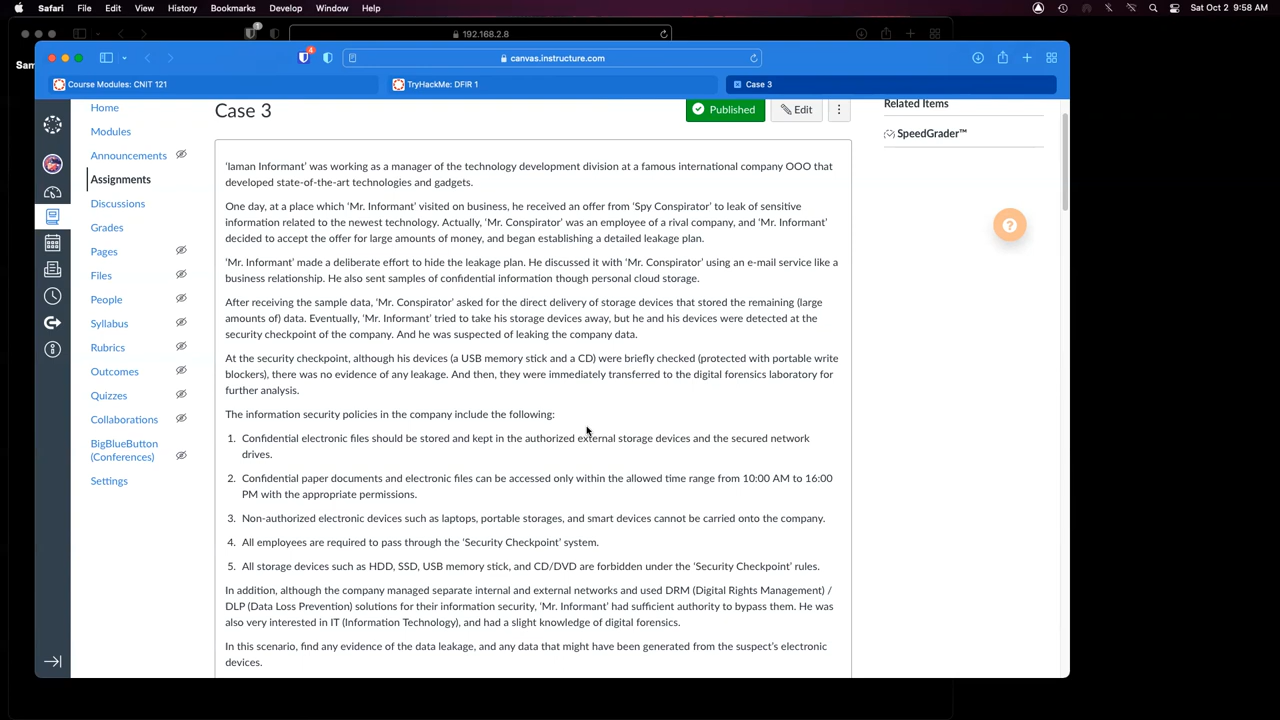 Safari File Edit View History Bookmarks Develop Window Help Sat Oct 2 9:58 AM
1 192.168.2.8
Sam
4 canvas.instructure.com
Course Modules: CNIT 121 TryHackMe: DFIR 1 Case 3
Home
Modules
Announcements
Assignments
Discussions
Grades
Pages
Files
People
Syllabus
Rubrics
Outcomes
Quizzes
Collaborations
BigBlueButton
(Conferences)
Settings
Case 3
Published Edit
Related Items
SpeedGrader™
'Iaman Informant' was working as a manager of the technology development division at a famous international company OOO that
developed state-of-the-art technologies and gadgets.
One day, at a place which 'Mr. Informant' visited on business, he received an offer from 'Spy Conspirator' to leak of sensitive
information related to the newest technology. Actually, 'Mr. Conspirator' was an employee of a rival company, and 'Mr. Informant'
decided to accept the offer for large amounts of money, and began establishing a detailed leakage plan.
'Mr. Informant' made a deliberate effort to hide the leakage plan. He discussed it with 'Mr. Conspirator' using an e-mail service like a
business relationship. He also sent samples of confidential information though personal cloud storage.
After receiving the sample data, 'Mr. Conspirator' asked for the direct delivery of storage devices that stored the remaining (large
amounts of) data. Eventually, 'Mr. Informant' tried to take his storage devices away, but he and his devices were detected at the
security checkpoint of the company. And he was suspected of leaking the company data.
At the security checkpoint, although his devices (a USB memory stick and a CD) were briefly checked (protected with portable write
blockers), there was no evidence of any leakage. And then, they were immediately transferred to the digital forensics laboratory for
further analysis.
The information security policies in the company include the following:
1. Confidential electronic files should be stored and kept in the authorized external storage devices and the secured network
drives.
2. Confidential paper documents and electronic files can be accessed only within the allowed time range from 10:00 AM to 16:00
PM with the appropriate permissions.
3. Non-authorized electronic devices such as laptops, portable storages, and smart devices cannot be carried onto the company.
4. All employees are required to pass through the 'Security Checkpoint' system.
5. All storage devices such as HDD, SSD, USB memory stick, and CD/DVD are forbidden under the 'Security Checkpoint' rules.
In addition, although the company managed separate internal and external networks and used DRM (Digital Rights Management) /
DLP (Data Loss Prevention) solutions for their information security, 'Mr. Informant' had sufficient authority to bypass them. He was
also very interested in IT (Information Technology), and had a slight knowledge of digital forensics.
In this scenario, find any evidence of the data leakage, and any data that might have been generated from the suspect's electronic
devices.